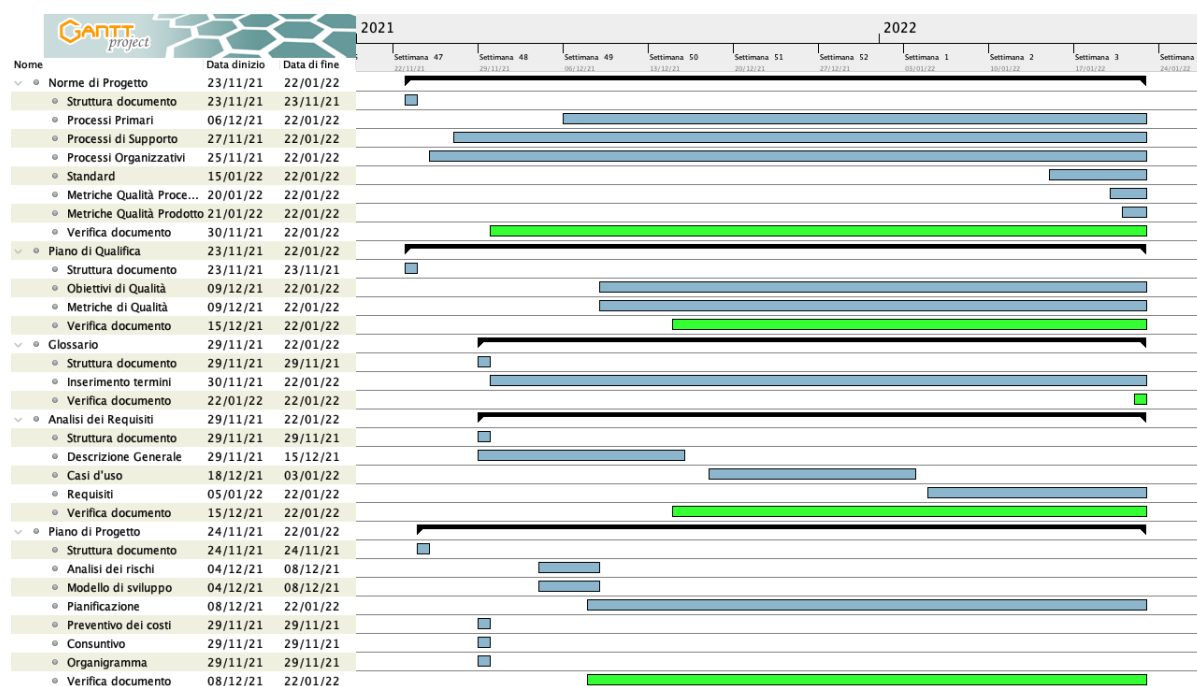 GANTT project
2021 2022
Settimana 47 Settimana 48 Settimana 49 Settimana 50 Settimana 51 Settimana 52 Settimana 1 Settimana 2 Settimana 3 Settimana
22/11/21 29/11/21 06/12/21 13/12/21 20/12/21 27/12/21 03/01/22 10/01/22 17/01/22 24/01/22
Nome Data dinizio Data di fine
Norme di Progetto 23/11/21 22/01/22
Struttura documento 23/11/21 23/11/21
Processi Primari 06/12/21 22/01/22
Processi di Supporto 27/11/21 22/01/22
Processi Organizzativi 25/11/21 22/01/22
Standard 15/01/22 22/01/22
Metriche Qualità Proce... 20/01/22 22/01/22
Metriche Qualità Prodotto 21/01/22 22/01/22
Verifica documento 30/11/21 22/01/22
Piano di Qualifica 23/11/21 22/01/22
Struttura documento 23/11/21 23/11/21
Obiettivi di Qualità 09/12/21 22/01/22
Metriche di Qualità 09/12/21 22/01/22
Verifica documento 15/12/21 22/01/22
Glossario 29/11/21 22/01/22
Struttura documento 29/11/21 29/11/21
Inserimento termini 30/11/21 22/01/22
Verifica documento 22/01/22 22/01/22
Analisi dei Requisiti 29/11/21 22/01/22
Struttura documento 29/11/21 29/11/21
Descrizione Generale 29/11/21 15/12/21
Casi d'uso 18/12/21 03/01/22
Requisiti 05/01/22 22/01/22
Verifica documento 15/12/21 22/01/22
Piano di Progetto 24/11/21 22/01/22
Struttura documento 24/11/21 24/11/21
Analisi dei rischi 04/12/21 08/12/21
Modello di sviluppo 04/12/21 08/12/21
Pianificazione 08/12/21 22/01/22
Preventivo dei costi 29/11/21 29/11/21
Consuntivo 29/11/21 29/11/21
Organigramma 29/11/21 29/11/21
Verifica documento 08/12/21 22/01/22